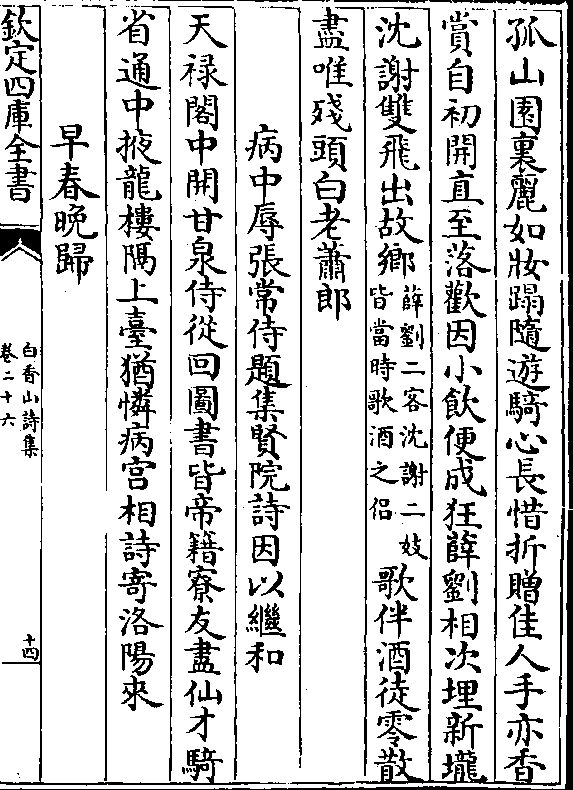 孤山園裏麗如妝蹋隨遊騎心長惜折贈佳人手亦香
賞自初開直至落歡因小飲便成狂薛劉相次埋新壠
沈謝雙飛出故鄉薛劉二客沈謝二妓
皆當時歌酒之侶歌伴酒徒零散
盡唯殘頭白老蕭郎
病中辱張常侍題集賢院詩因以繼和
天禄閣中開甘泉侍從回圖書皆帝籍寮友盡仙才騎
省通中掖龍樓隔上臺猶憐病宫相詩寄洛陽來
早春晚歸
欽定四庫全書
白香山詩集
卷二十六
十四